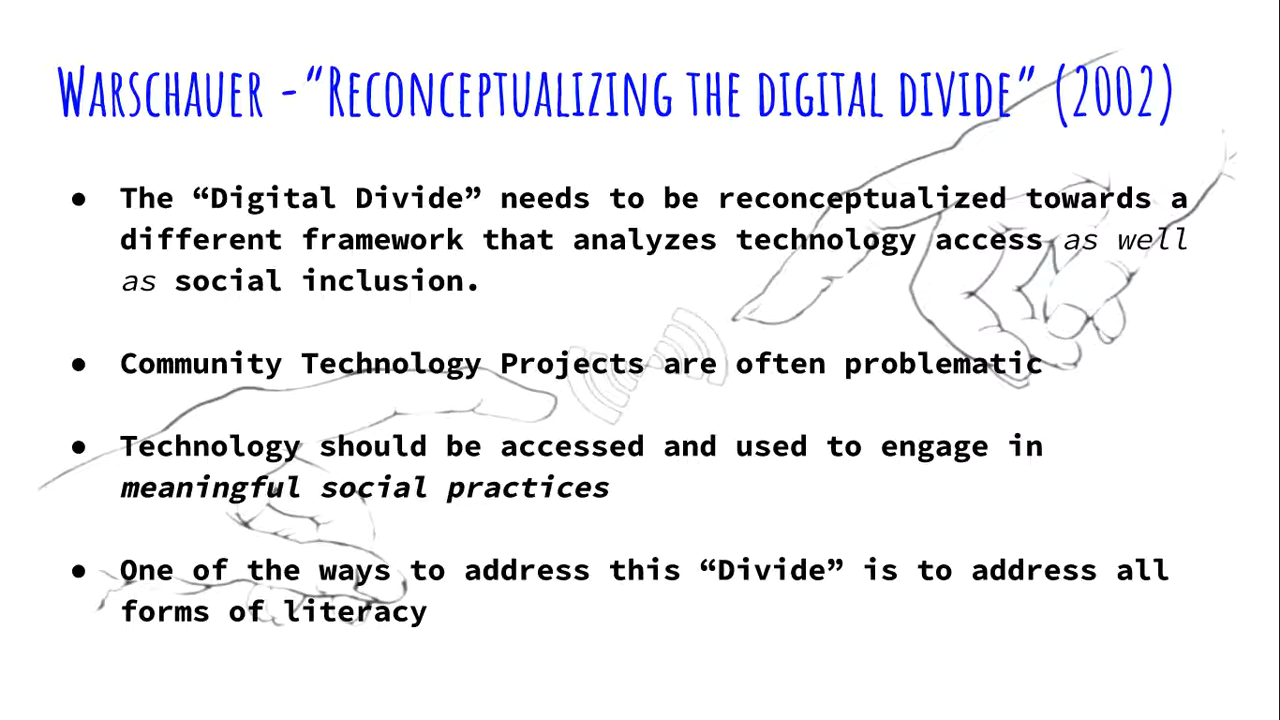 Warschauer - “Reconceptualizing the digital divide” (2002)
● The “Digital Divide” needs to be reconceptualized towards a
different framework that analyzes technology access as well
as social inclusion.
● Community Technology Projects are often problematic
● Technology should be accessed and used to engage in
meaningful social practices
● One of the ways to address this “Divide” is to address all
forms of literacy